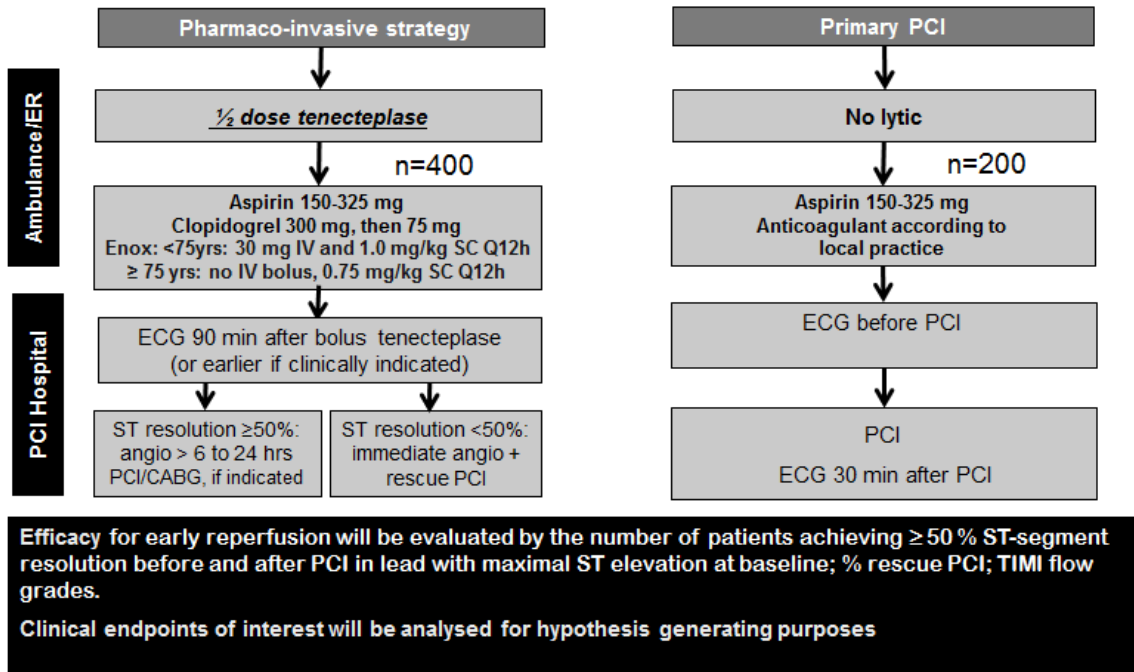 Pharmaco-invasive strategy
Primary PCI
Ambulance/ER
½ dose tenecteplase
No lytic
n=400
n=200
Aspirin 150-325 mg
Clopidogrel 300 mg, then 75 mg
Enox: <75yrs: 30 mg IV and 1.0 mg/kg SC Q12h
≥ 75 yrs: no IV bolus, 0.75 mg/kg SC Q12h
Aspirin 150-325 mg
Anticoagulant according to
local practice
PCI Hospital
ECG 90 min after bolus tenecteplase
(or earlier if clinically indicated)
ECG before PCI
ST resolution ≥50%:
angio > 6 to 24 hrs
PCI/CABG, if indicated
ST resolution <50%:
immediate angio +
rescue PCI
PCI
ECG 30 min after PCI
Efficacy for early reperfusion will be evaluated by the number of patients achieving ≥ 50 % ST-segment
resolution before and after PCI in lead with maximal ST elevation at baseline; % rescue PCI; TIMI flow
grades.
Clinical endpoints of interest will be analysed for hypothesis generating purposes